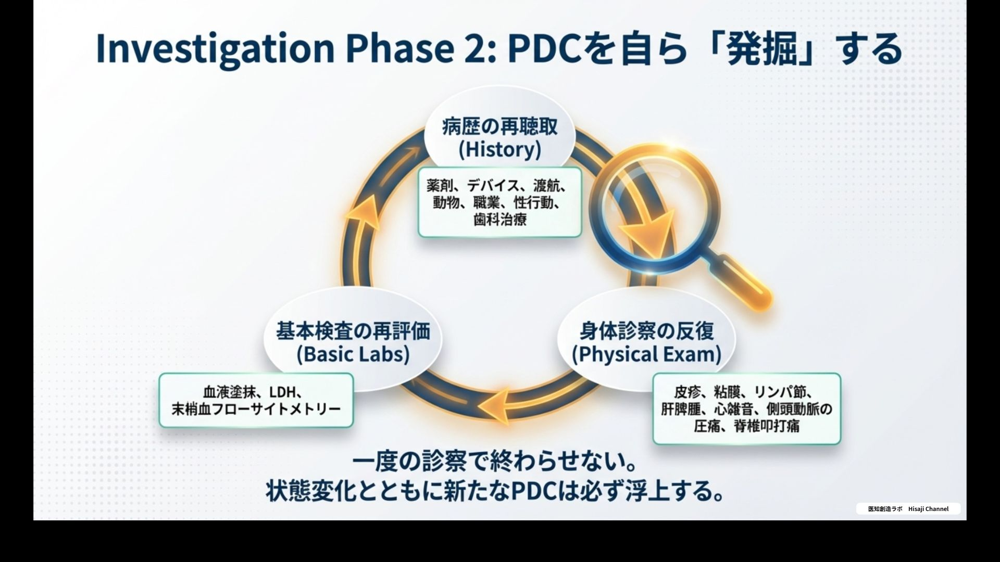 Investigation Phase 2: PDCを自ら「発掘」する
病歴の再聴取
(History)
薬剤、デバイス、渡航、
動物、職業、性行動、
歯科治療
基本検査の再評価
(Basic Labs)
血液塗抹、LDH、
末梢血フローサイトメトリー
身体診察の反復
(Physical Exam)
皮疹、粘膜、リンパ節、
肝脾腫、心雑音、側頭動脈の
圧痛、脊椎叩打痛
一度の診察で終わらせない。
状態変化とともに新たなPDCは必ず浮上する。
医知創造ラボ　Hisaji Channel